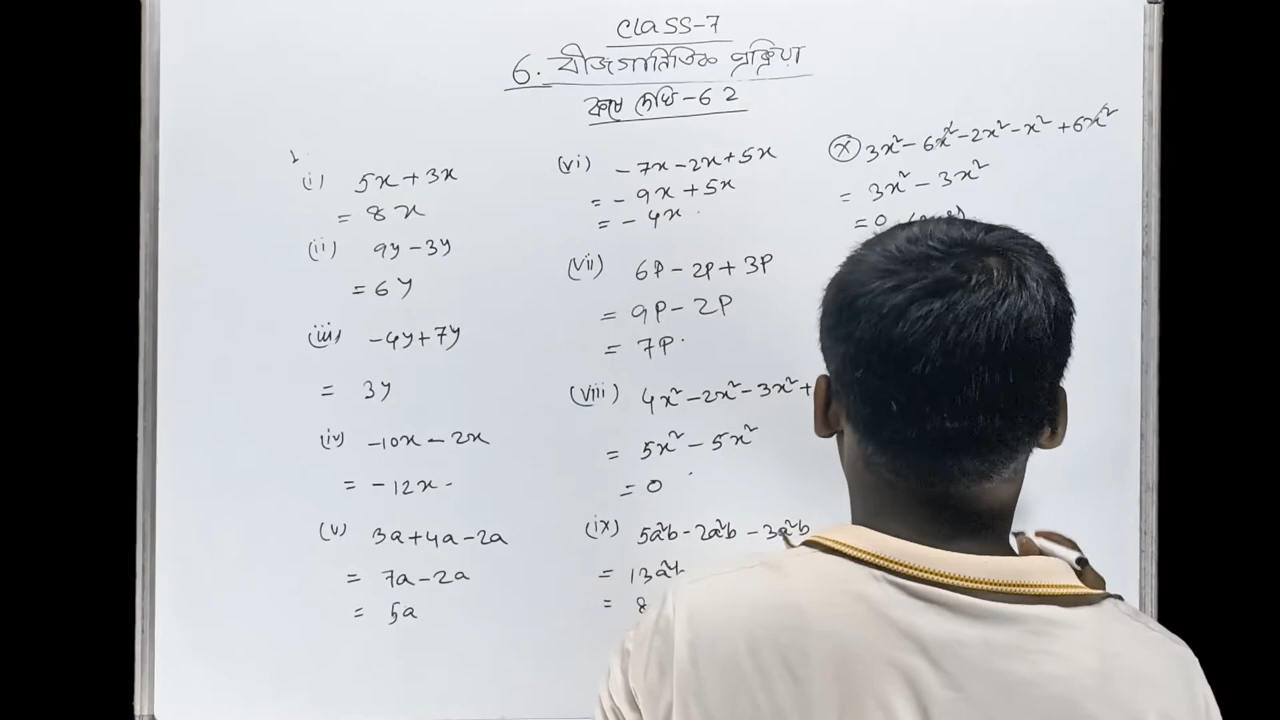 Class-7
6. বীজগাণিতিক প্রক্রিয়া
কষে দেখি-6 2
1.
(i) 5x + 3x
= 8x
(ii) 9y - 3y
= 6y
(iii) -4y + 7y
= 3y
(iv) -10x - 2x
= -12x
(v) 3a + 4a - 2a
= 7a - 2a
= 5a
(vi) -7x - 2x + 5x
= -9x + 5x
= -4x
(vii) 6P - 2P + 3P
= 9P - 2P
= 7P
(viii) 4x² - 2x² - 3x² +
= 5x² - 5x²
= 0
(ix) 5a²b - 2a²b - 3a²b
= 13a²b
= 8
(x) 3x² - 6x² - 2x² - x² + 6x²
= 3x² - 3x²
= 0